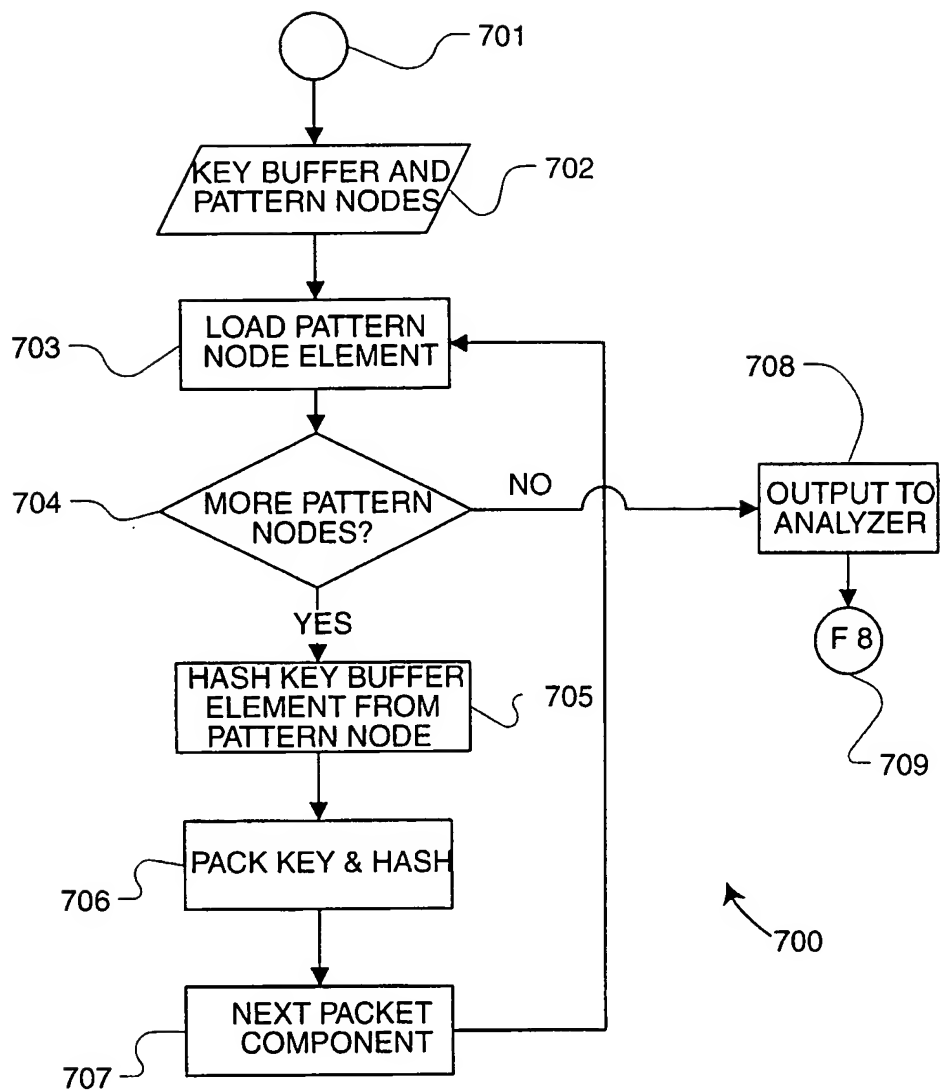 701
KEY BUFFER AND
PATTERN NODES
702
LOAD PATTERN
NODE ELEMENT
703
708
MORE PATTERN
NODES?
704
NO
OUTPUT TO
ANALYZER
YES
F 8
HASH KEY BUFFER
ELEMENT FROM
PATTERN NODE
705
709
PACK KEY & HASH
706
700
NEXT PACKET
COMPONENT
707